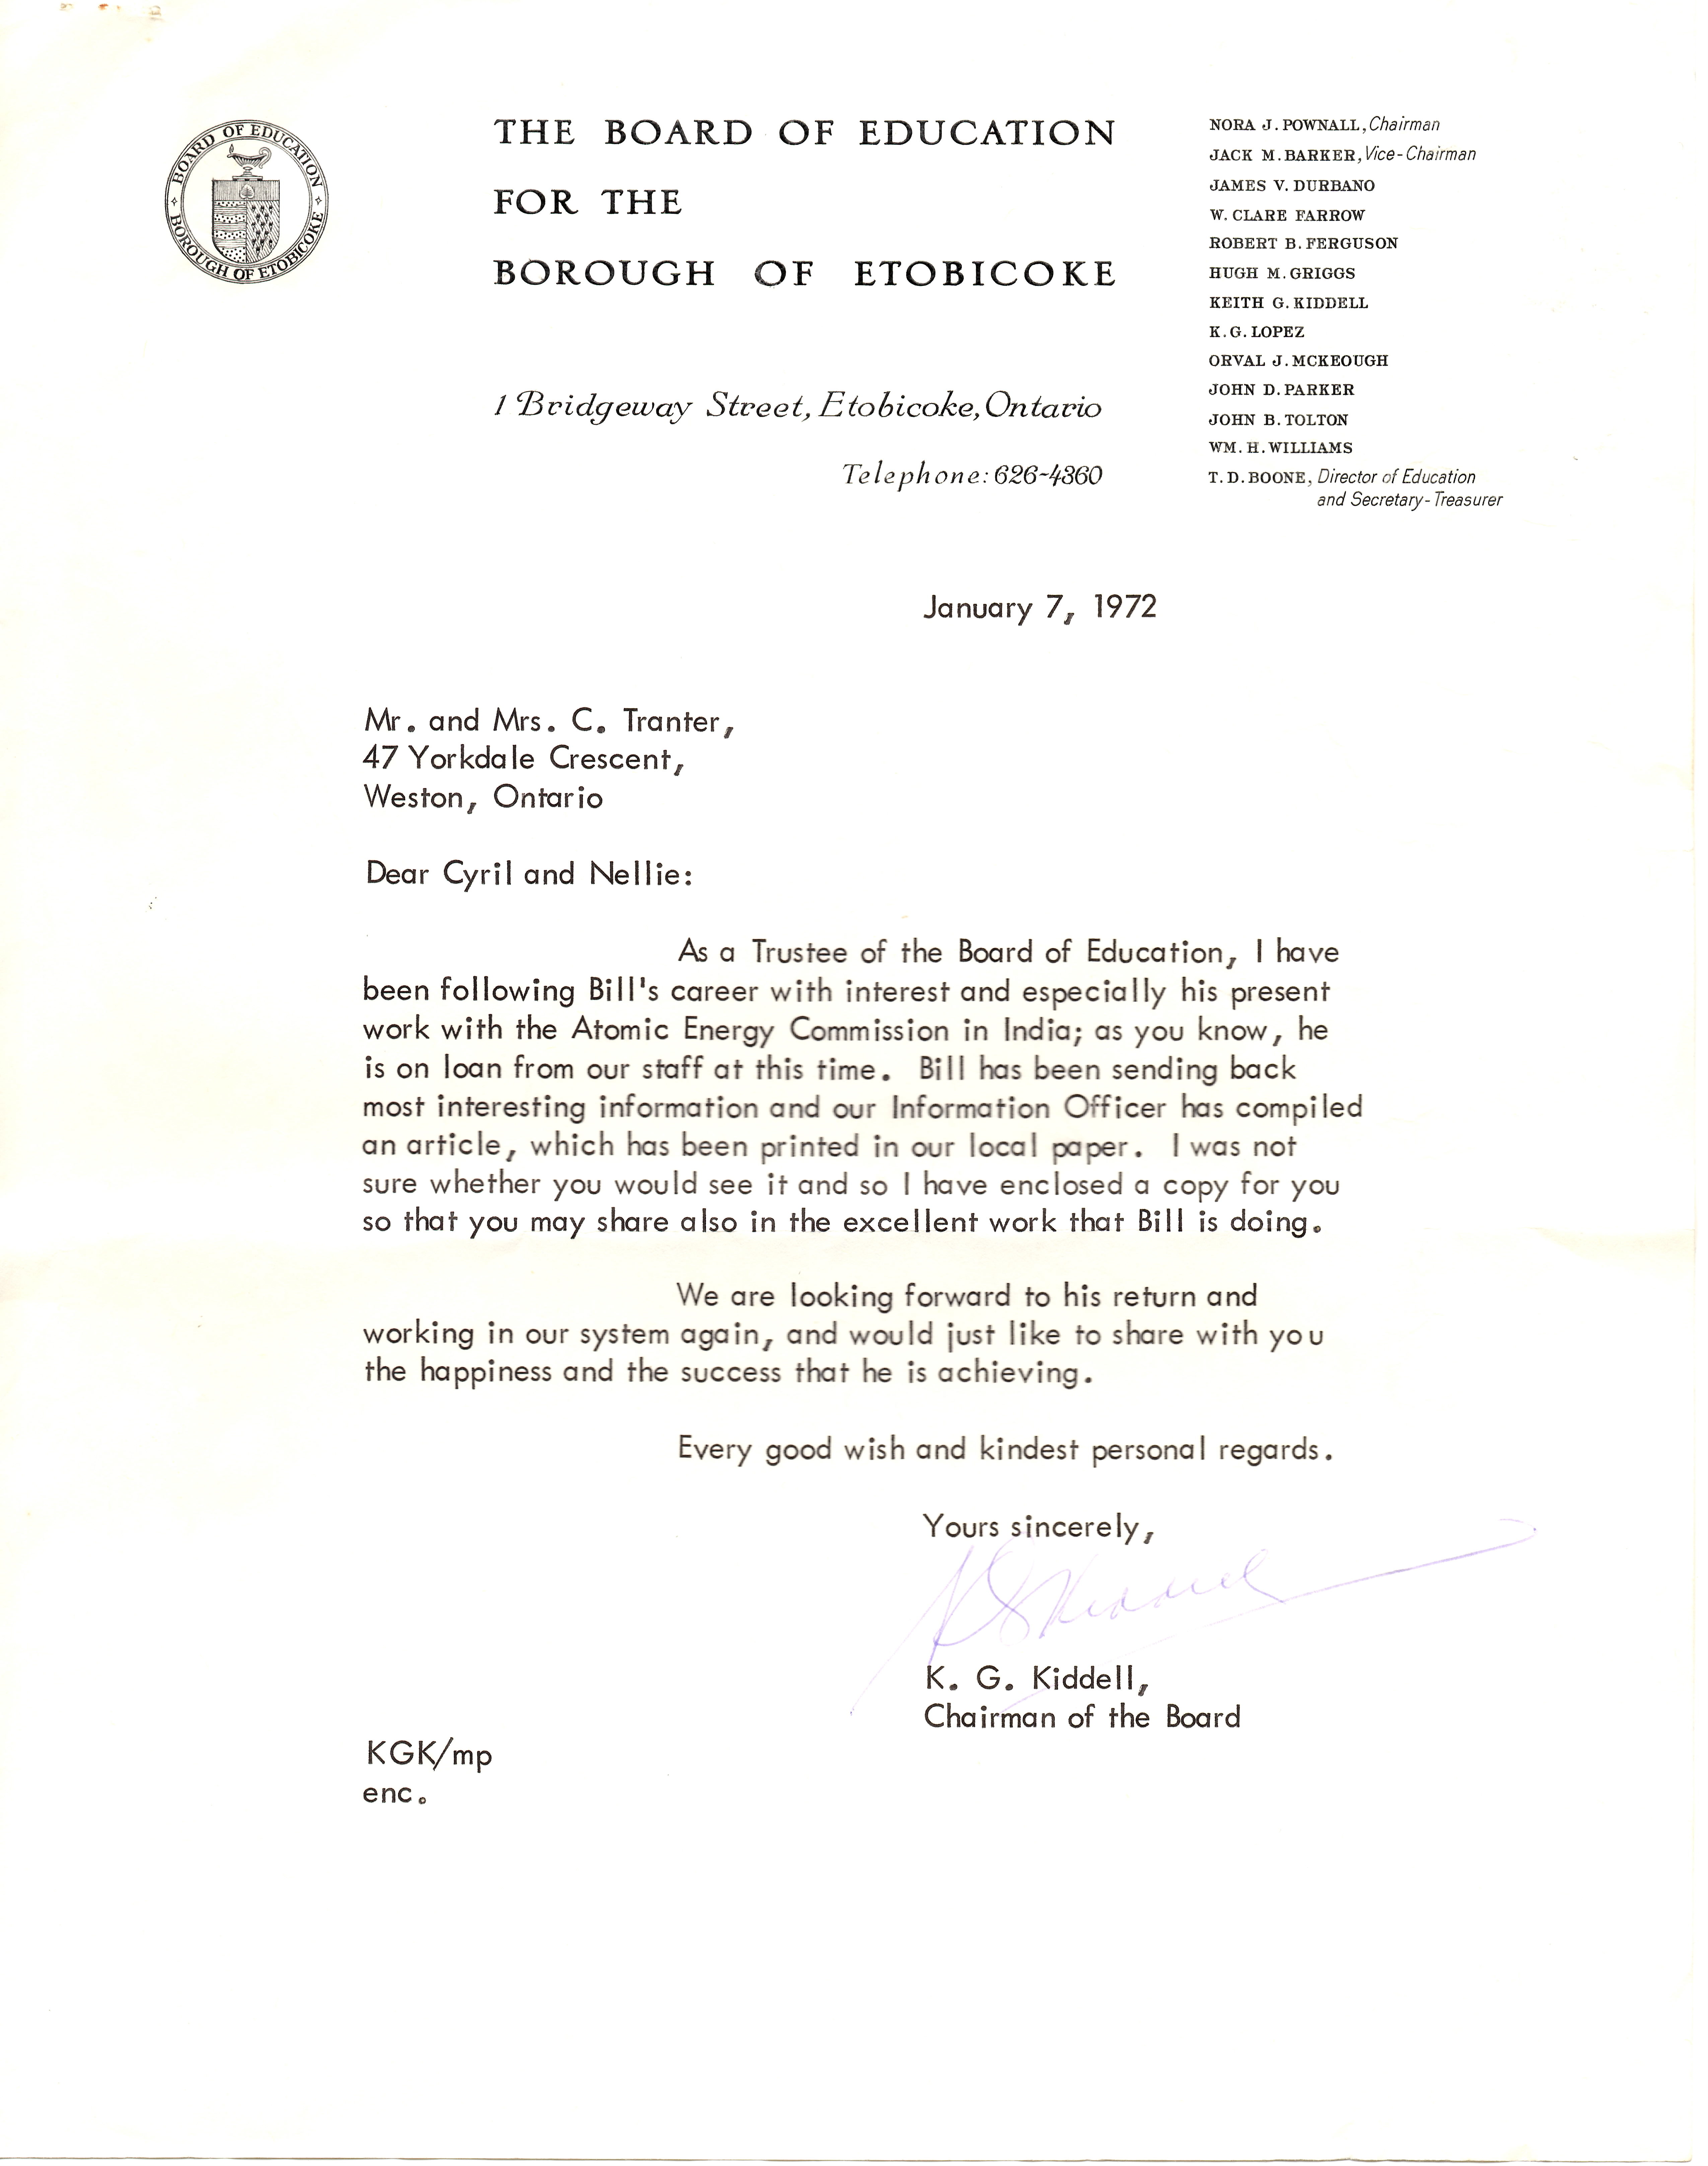 BOARD OF EDUCATION
BOROUGH OF ETOBICOKE
THE BOARD OF EDUCATION
FOR THE
BOROUGH OF ETOBICOKE
1 Bridgeway Street, Etobicoke, Ontario
Telephone: 626-4360
NORA J. POWNALL, Chairman
JACK M. BARKER, Vice-Chairman
JAMES V. DURBANO
W. CLARE FARROW
ROBERT B. FERGUSON
HUGH M. GRIGGS
KEITH G. KIDDELL
K. G. LOPEZ
ORVAL J. MCKEOUGH
JOHN D. PARKER
JOHN B. TOLTON
WM. H. WILLIAMS
T. D. BOONE, Director of Education
and Secretary-Treasurer
January 7, 1972
Mr. and Mrs. C. Tranter,
47 Yorkdale Crescent,
Weston, Ontario
Dear Cyril and Nellie:
As a Trustee of the Board of Education, I have
been following Bill's career with interest and especially his present
work with the Atomic Energy Commission in India; as you know, he
is on loan from our staff at this time. Bill has been sending back
most interesting information and our Information Officer has compiled
an article, which has been printed in our local paper. I was not
sure whether you would see it and so I have enclosed a copy for you
so that you may share also in the excellent work that Bill is doing.
We are looking forward to his return and
working in our system again, and would just like to share with you
the happiness and the success that he is achieving.
Every good wish and kindest personal regards.
Yours sincerely,
KGKiddell
K. G. Kiddell,
Chairman of the Board
KGK/mp
enc.